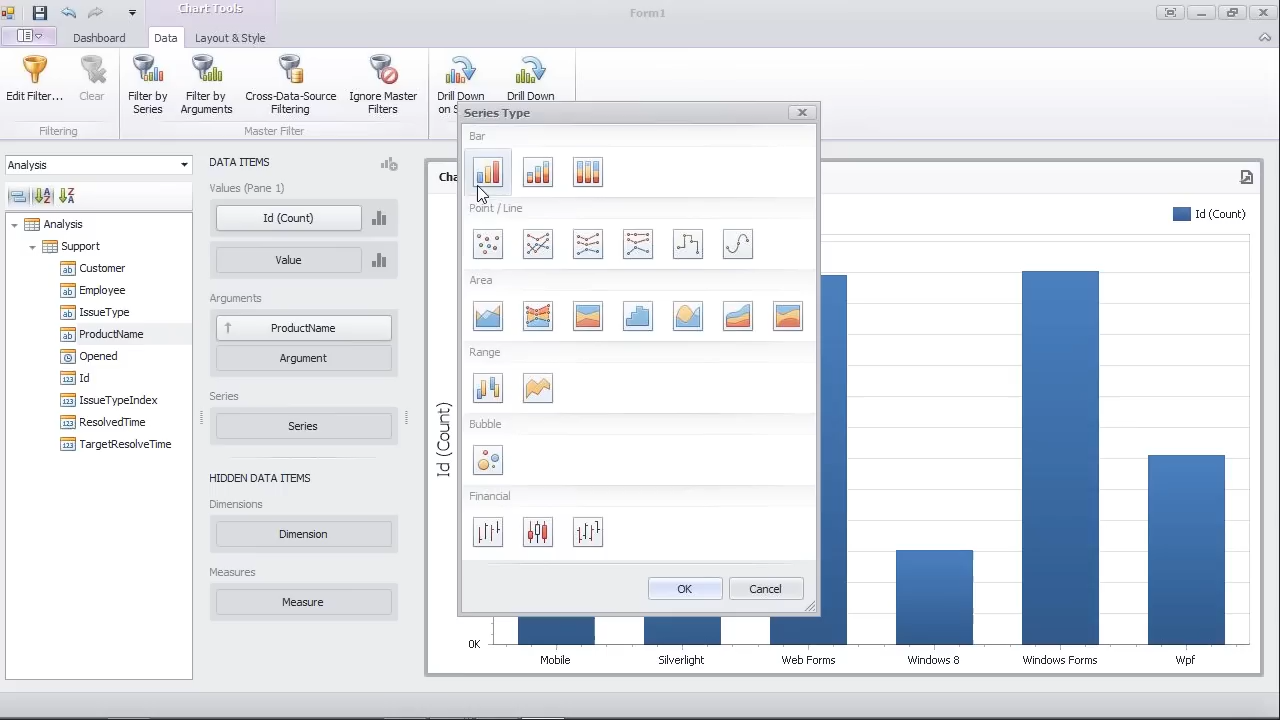 Chart Tools
Form1
Dashboard
Data
Layout & Style
Edit Filter...
Clear
Filter by
Series
Filter by
Arguments
Cross-Data-Source
Filtering
Ignore Master
Filters
Drill Down
on S
Drill Down
Filtering
Master Filter
Analysis
Analysis
Support
Customer
Employee
IssueType
ProductName
Opened
Id
IssueTypeIndex
ResolvedTime
TargetResolveTime
DATA ITEMS
Values (Pane 1)
Id (Count)
Value
Arguments
ProductName
Argument
Series
Series
HIDDEN DATA ITEMS
Dimensions
Dimension
Measures
Measure
Series Type
Bar
Point / Line
Area
Range
Bubble
Financial
OK
Cancel
Cha
Id (Count)
Id (Count)
0K
Mobile
Silverlight
Web Forms
Windows 8
Windows Forms
Wpf